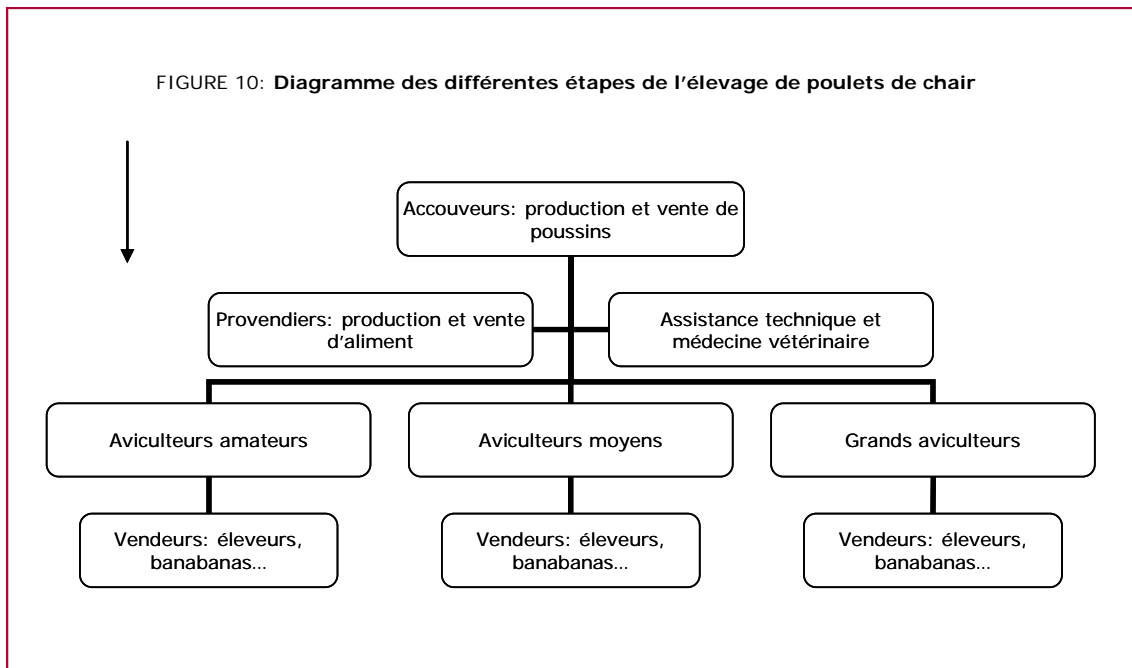 FIGURE 10: Diagramme des différentes étapes de l'élevage de poulets de chair
Accouveurs: production et vente de
poussins
Provendiers: production et vente
d'aliment
Assistance technique et
médecine vétérinaire
Aviculteurs amateurs
Aviculteurs moyens
Grands aviculteurs
Vendeurs: éleveurs,
banabanas...
Vendeurs: éleveurs,
banabanas...
Vendeurs: éleveurs,
banabanas...